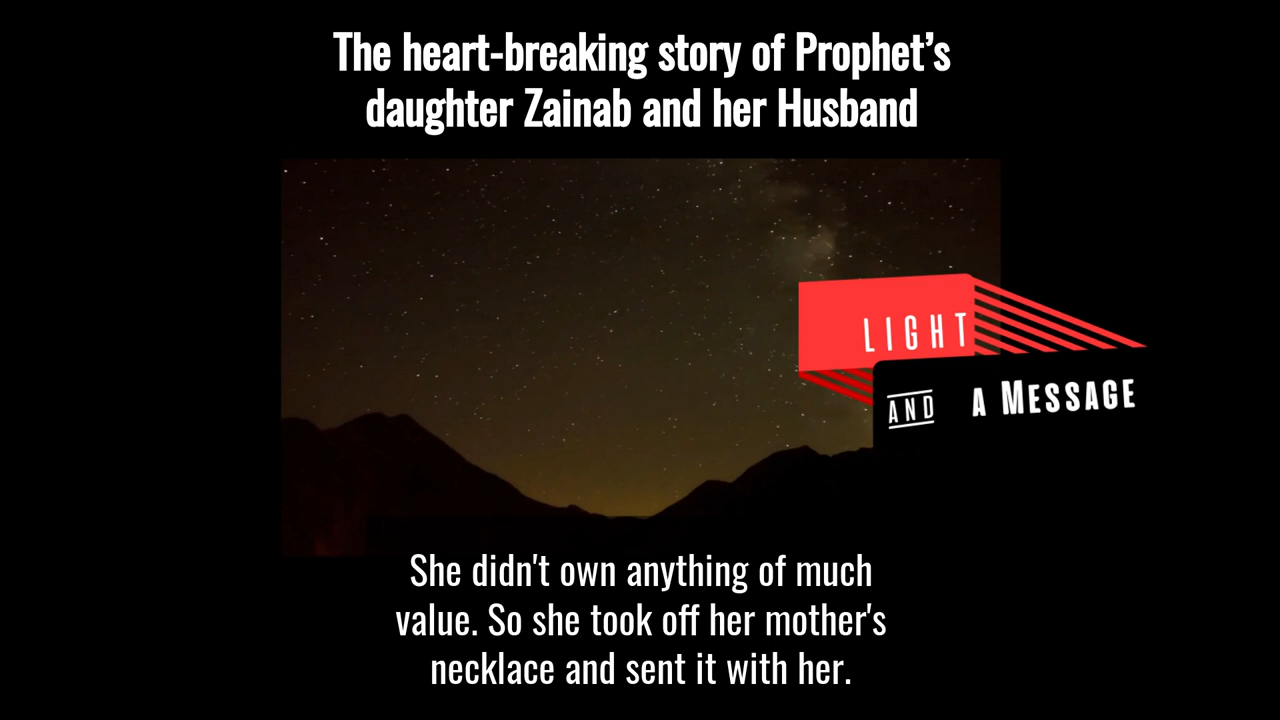 The heart-breaking story of Prophet’s
daughter Zainab and her Husband
LIGHT
AND a MESSAGE
She didn't own anything of much
value. So she took off her mother's
necklace and sent it with her.